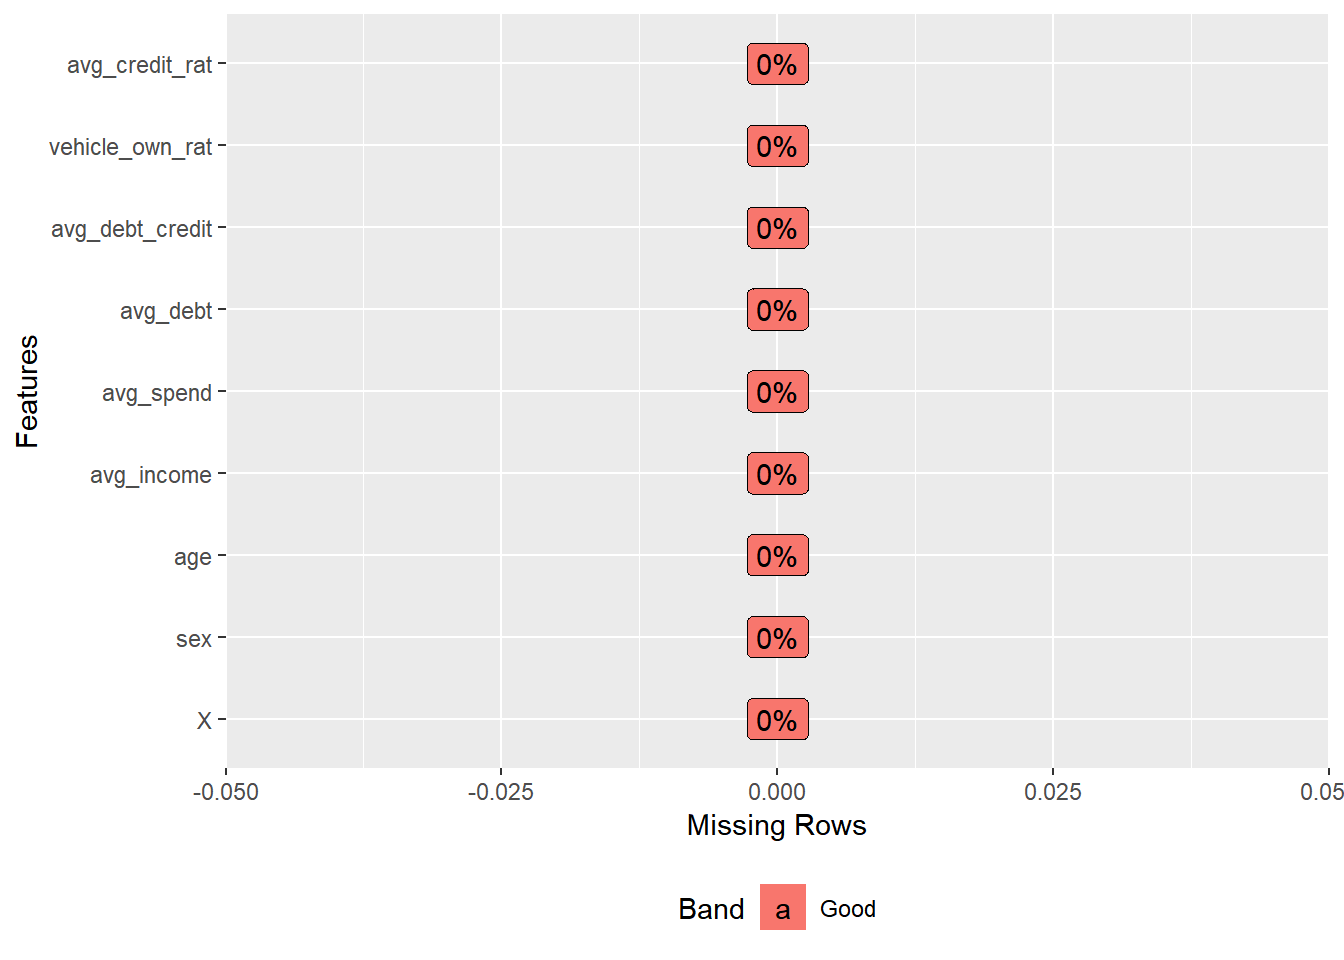 avg_credit_rat 0%
vehicle_own_rat 0%
avg_debt_credit 0%
avg_debt 0%
avg_spend 0%
avg_income 0%
age 0%
sex 0%
X 0%
Features
-0.050 -0.025 0.000 0.025 0.05
Missing Rows
Band a Good